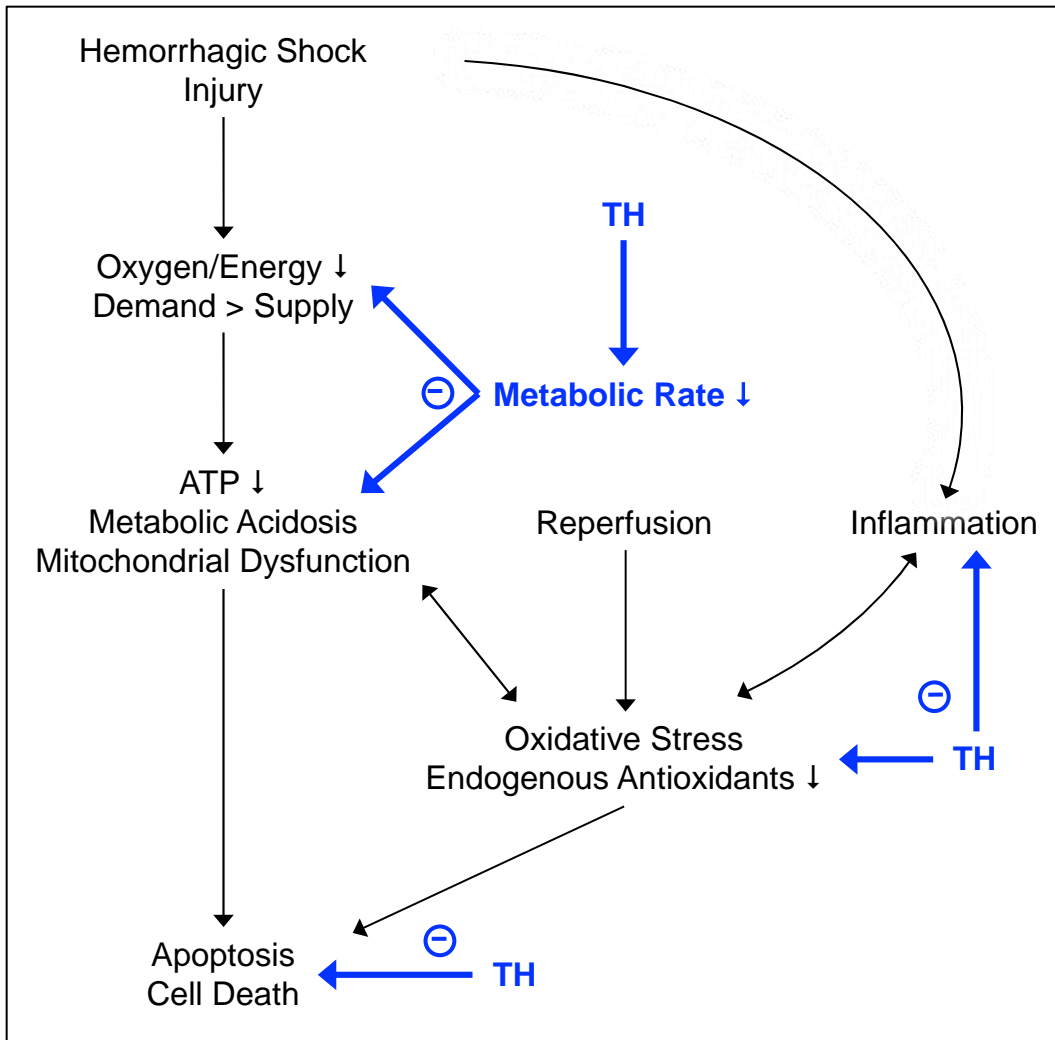 Hemorrhagic Shock
Injury
TH
Oxygen/Energy ↓
Demand > Supply
⊖
Metabolic Rate ↓
ATP ↓
Metabolic Acidosis
Mitochondrial Dysfunction
Reperfusion
Inflammation
⊖
Oxidative Stress
Endogenous Antioxidants ↓
TH
Apoptosis
Cell Death
⊖
TH